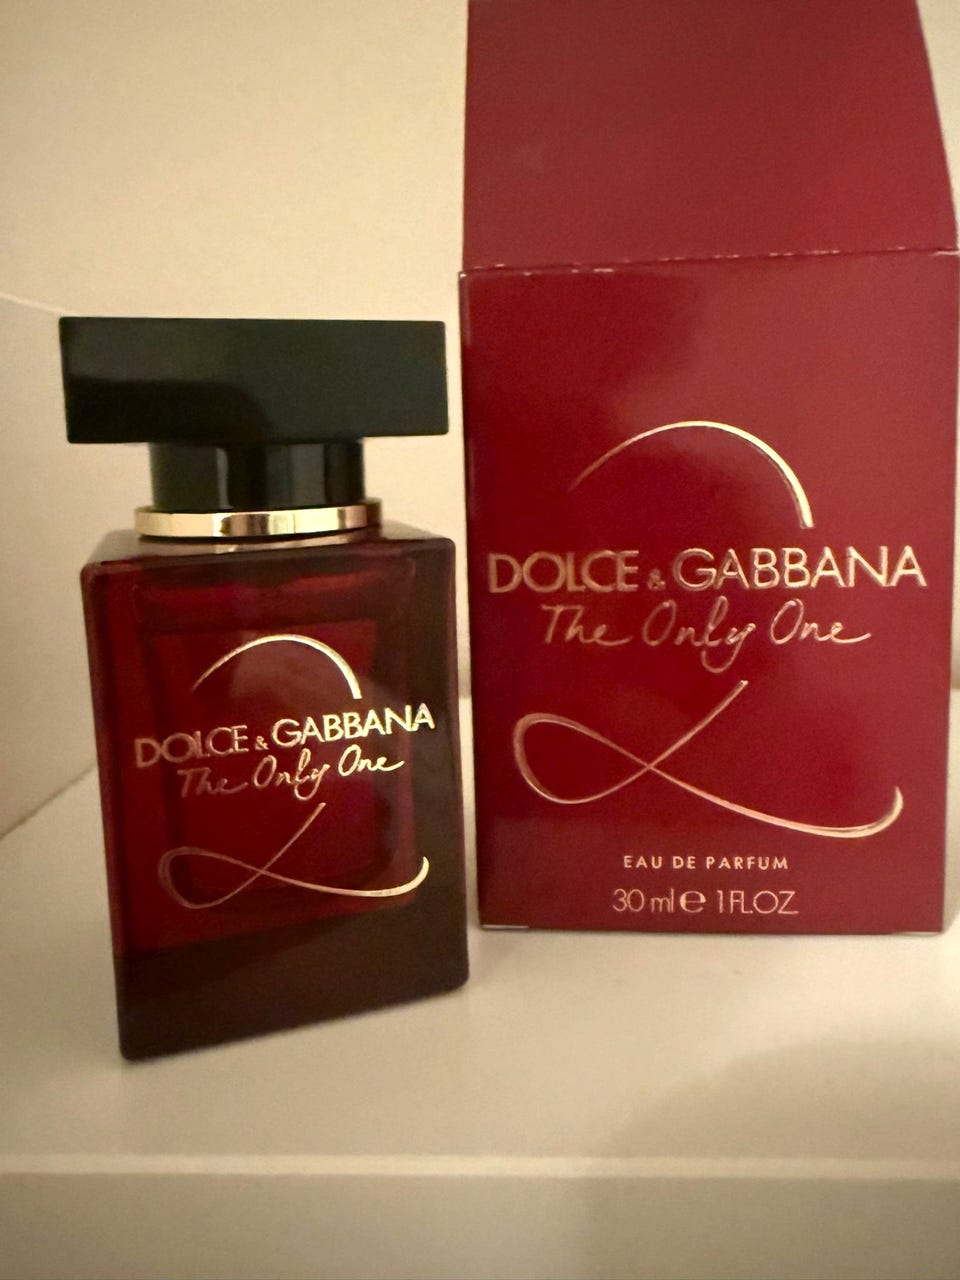 DOLCE & GABBANA
The Only One
DOLCE & GABBANA
The Only One
2
EAU DE PARFUM
30 ml e 1 FL OZ